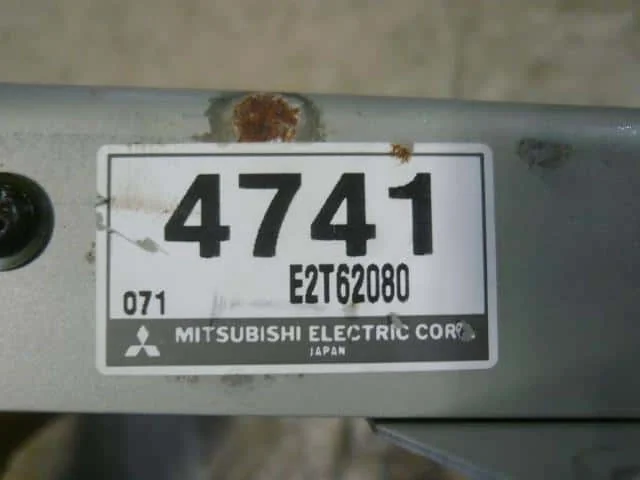 4741
E2T62080
071
MITSUBISHI ELECTRIC CORP.
JAPAN